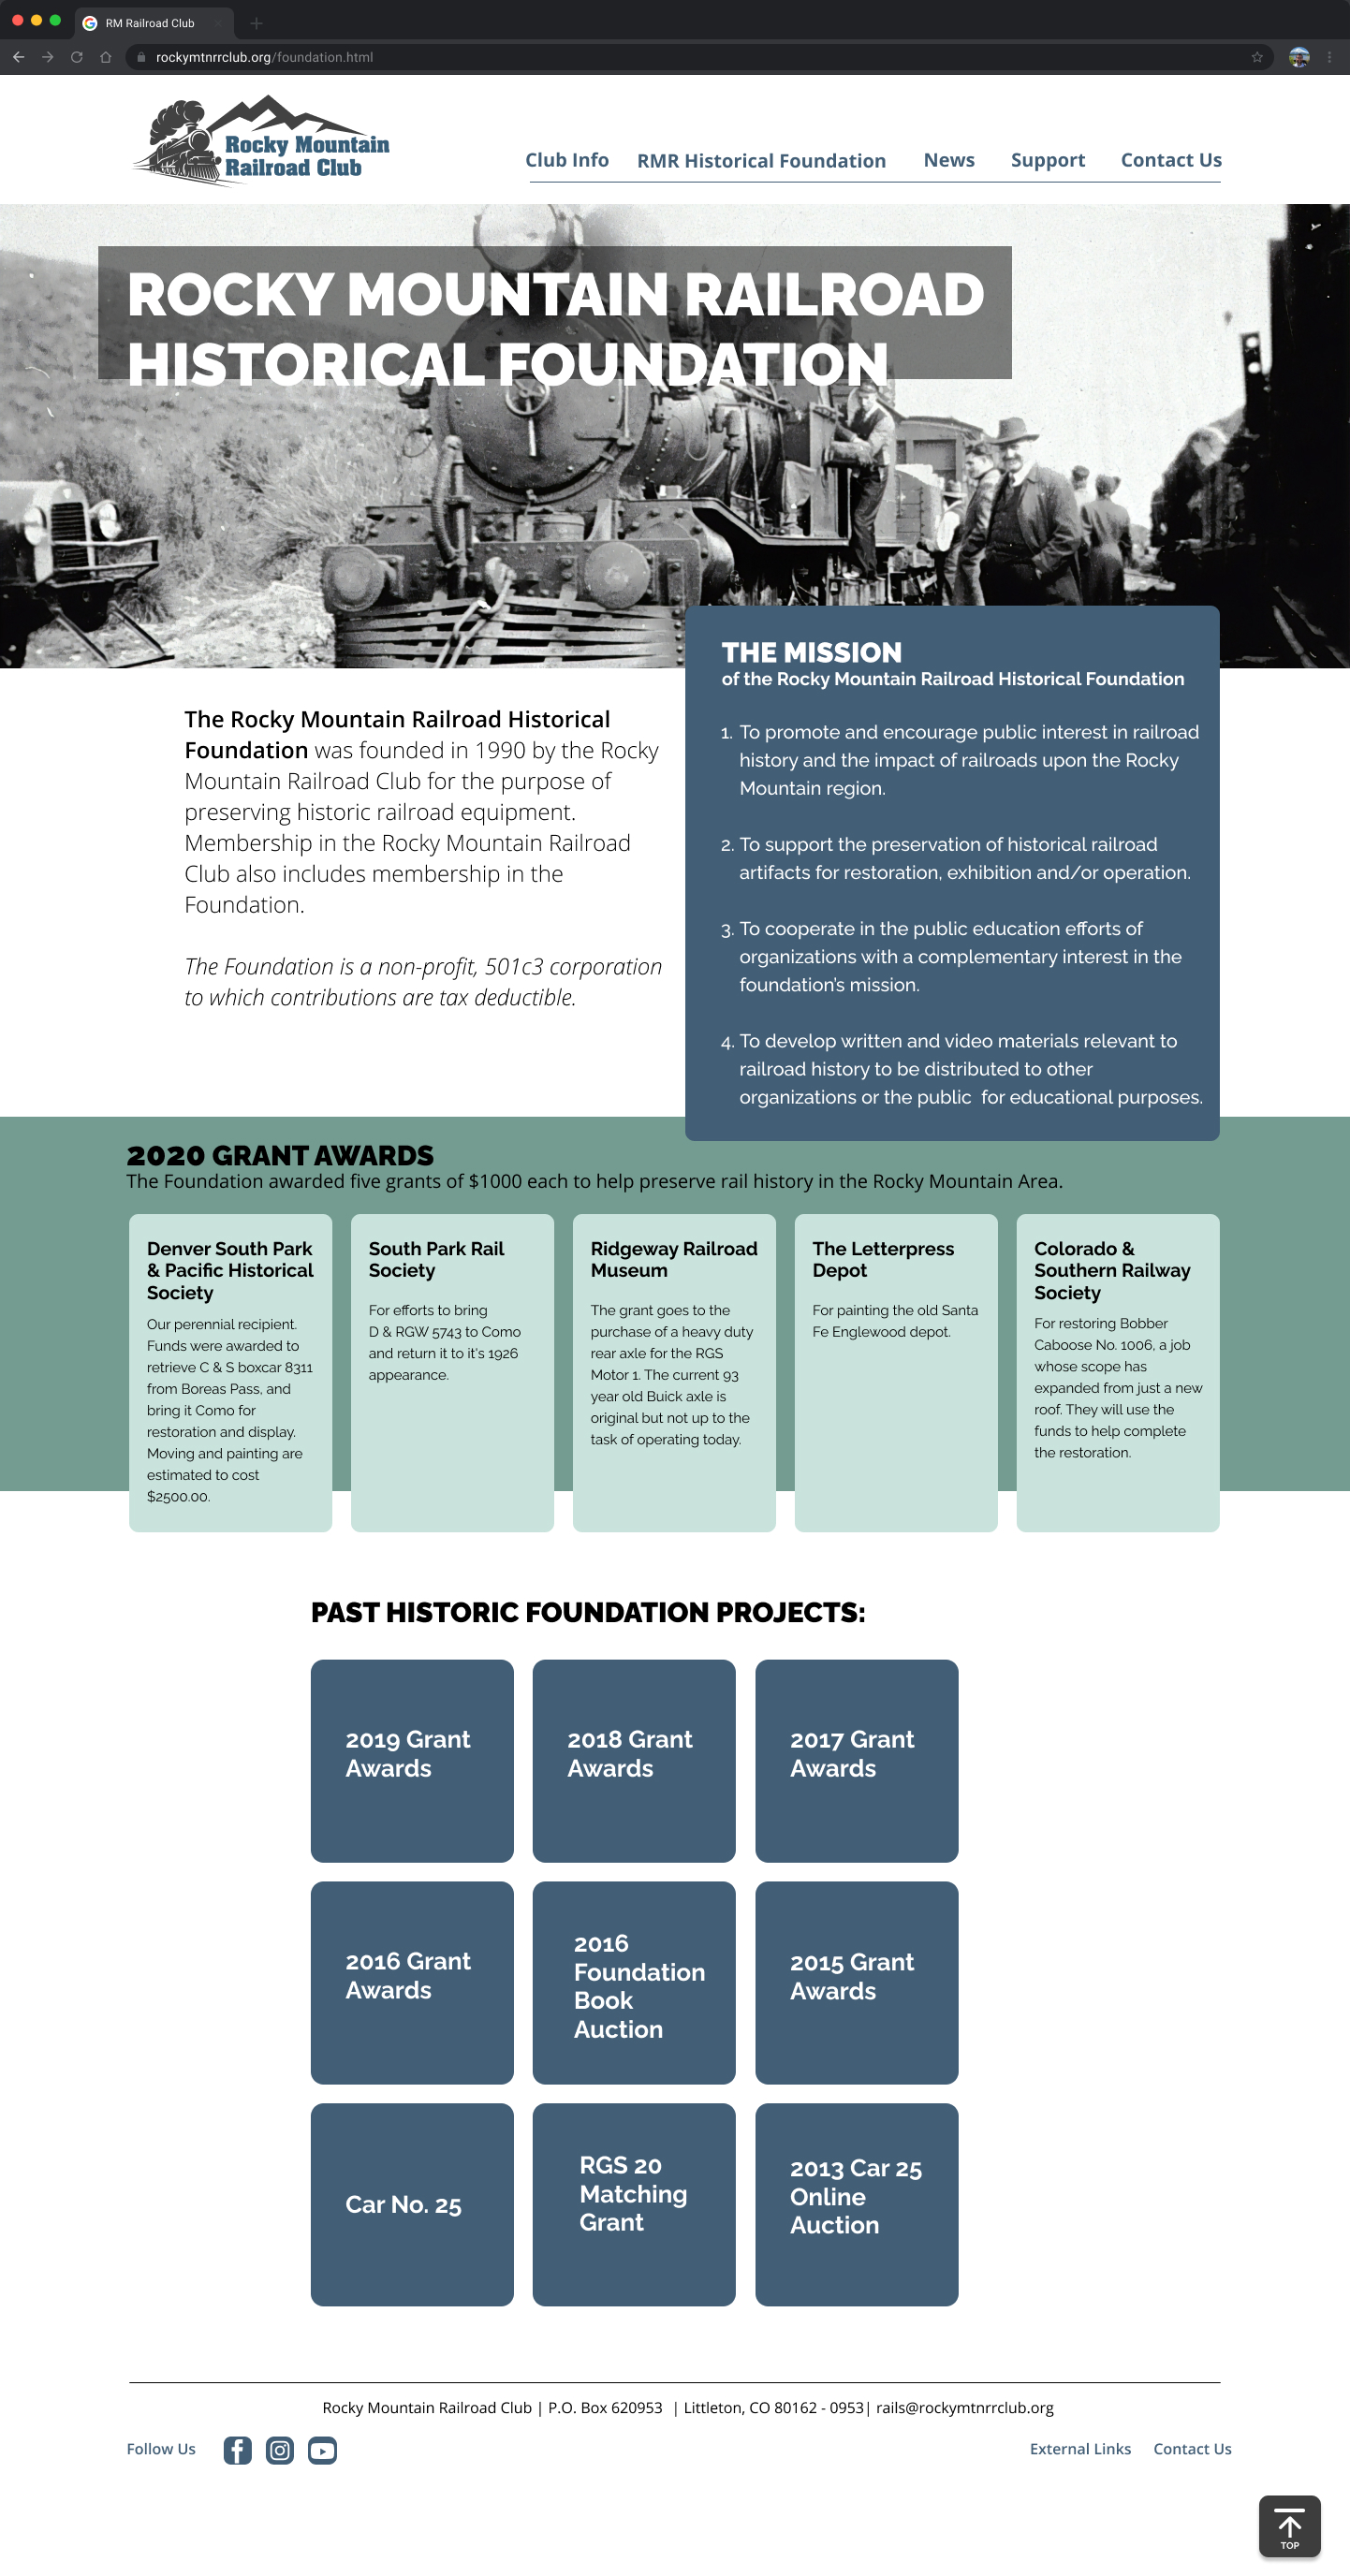 RM Railroad Club
rockymtnrrclub.org/foundation.html
Rocky Mountain
Railroad Club
Club Info RMR Historical Foundation News Support Contact Us
ROCKY MOUNTAIN RAILROAD
HISTORICAL FOUNDATION
THE MISSION
of the Rocky Mountain Railroad Historical Foundation
1. To promote and encourage public interest in railroad
history and the impact of railroads upon the Rocky
Mountain region.
2. To support the preservation of historical railroad
artifacts for restoration, exhibition and/or operation.
3. To cooperate in the public education efforts of
organizations with a complementary interest in the
foundation's mission.
4. To develop written and video materials relevant to
railroad history to be distributed to other
organizations or the public for educational purposes.
The Rocky Mountain Railroad Historical
Foundation was founded in 1990 by the Rocky
Mountain Railroad Club for the purpose of
preserving historic railroad equipment.
Membership in the Rocky Mountain Railroad
Club also includes membership in the
Foundation.
The Foundation is a non-profit, 501c3 corporation
to which contributions are tax deductible.
2020 GRANT AWARDS
The Foundation awarded five grants of $1000 each to help preserve rail history in the Rocky Mountain Area.
Denver South Park
& Pacific Historical
Society
Our perennial recipient.
Funds were awarded to
retrieve C & S boxcar 8311
from Boreas Pass, and
bring it Como for
restoration and display.
Moving and painting are
estimated to cost
$2500.00.
South Park Rail
Society
For efforts to bring
D & RGW 5743 to Como
and return it to it's 1926
appearance.
Ridgeway Railroad
Museum
The grant goes to the
purchase of a heavy duty
rear axle for the RGS
Motor 1. The current 93
year old Buick axle is
original but not up to the
task of operating today.
The Letterpress
Depot
For painting the old Santa
Fe Englewood depot.
Colorado &
Southern Railway
Society
For restoring Bobber
Caboose No. 1006, a job
whose scope has
expanded from just a new
roof. They will use the
funds to help complete
the restoration.
PAST HISTORIC FOUNDATION PROJECTS:
2019 Grant
Awards
2018 Grant
Awards
2017 Grant
Awards
2016 Grant
Awards
2016
Foundation
Book
Auction
2015 Grant
Awards
Car No. 25
RGS 20
Matching
Grant
2013 Car 25
Online
Auction
Rocky Mountain Railroad Club | P.O. Box 620953 | Littleton, CO 80162 - 0953| rails@rockymtnrrclub.org
Follow Us
External Links Contact Us
TOP